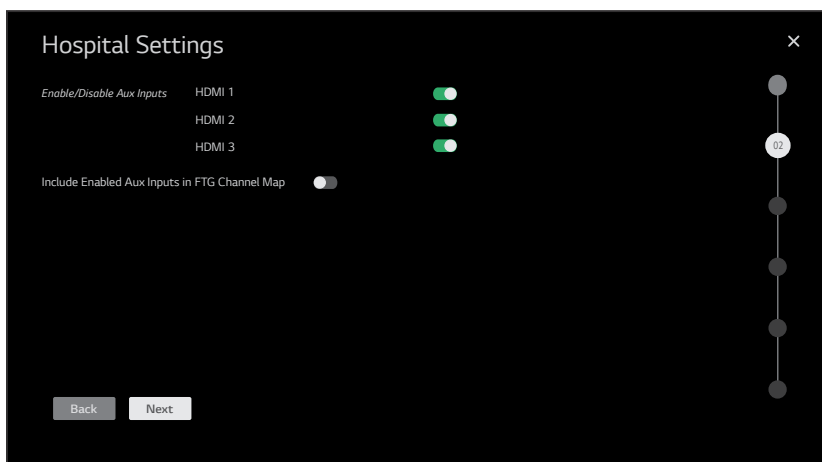 Hospital Settings
×
Enable/Disable Aux Inputs HDMI 1
HDMI 2
HDMI 3
02
Include Enabled Aux Inputs in FTG Channel Map
Back Next